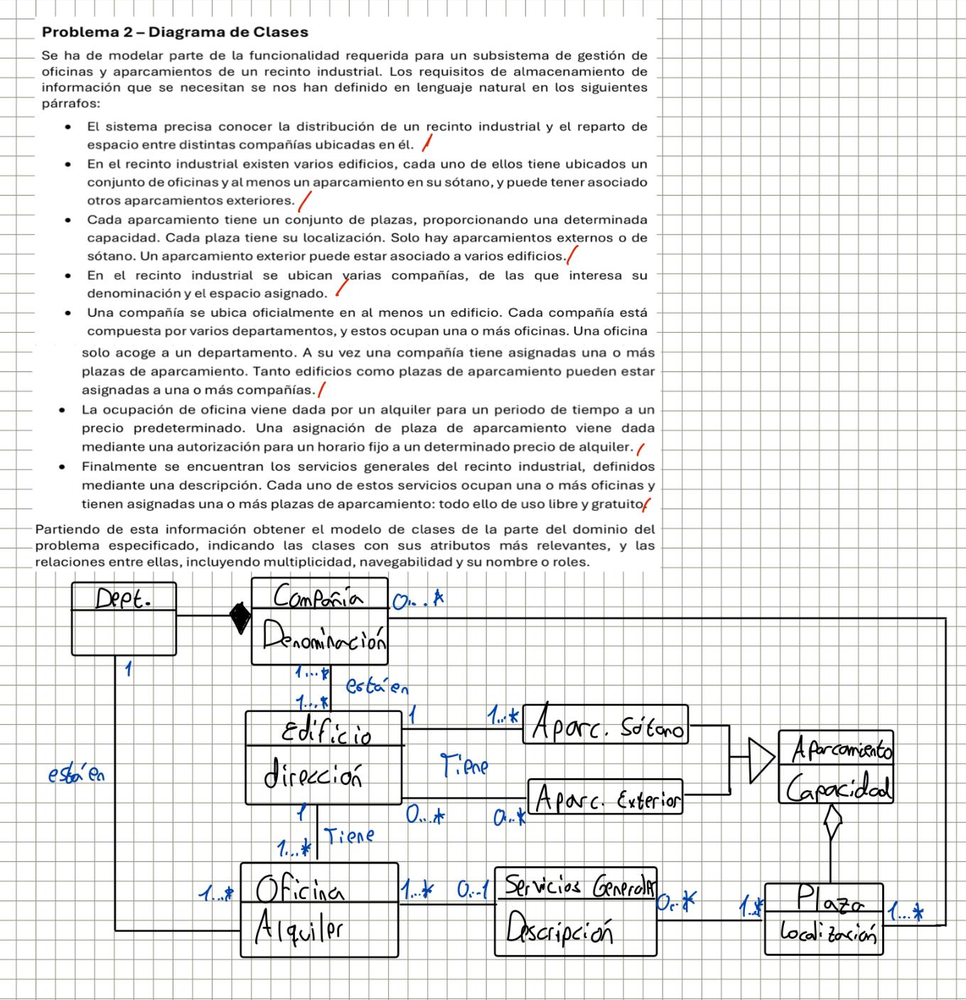 Problema 2 – Diagrama de Clases
Se ha de modelar parte de la funcionalidad requerida para un subsistema de gestión de
oficinas y aparcamientos de un recinto industrial. Los requisitos de almacenamiento de
información que se necesitan se nos han definido en lenguaje natural en los siguientes
párrafos:
• El sistema precisa conocer la distribución de un recinto industrial y el reparto de
espacio entre distintas compañías ubicadas en él.
• En el recinto industrial existen varios edificios, cada uno de ellos tiene ubicados un
conjunto de oficinas y al menos un aparcamiento en su sótano, y puede tener asociado
otros aparcamientos exteriores.
• Cada aparcamiento tiene un conjunto de plazas, proporcionando una determinada
capacidad. Cada plaza tiene su localización. Solo hay aparcamientos externos o de
sótano. Un aparcamiento exterior puede estar asociado a varios edificios.
• En el recinto industrial se ubican varias compañías, de las que interesa su
denominación y el espacio asignado.
• Una compañía se ubica oficialmente en al menos un edificio. Cada compañía está
compuesta por varios departamentos, y estos ocupan una o más oficinas. Una oficina
solo acoge a un departamento. A su vez una compañía tiene asignadas una o más
plazas de aparcamiento. Tanto edificios como plazas de aparcamiento pueden estar
asignadas a una o más compañías.
• La ocupación de oficina viene dada por un alquiler para un periodo de tiempo a un
precio predeterminado. Una asignación de plaza de aparcamiento viene dada
mediante una autorización para un horario fijo a un determinado precio de alquiler.
• Finalmente se encuentran los servicios generales del recinto industrial, definidos
mediante una descripción. Cada uno de estos servicios ocupan una o más oficinas y
tienen asignadas una o más plazas de aparcamiento: todo ello de uso libre y gratuito.
Partiendo de esta información obtener el modelo de clases de la parte del dominio del
problema especificado, indicando las clases con sus atributos más relevantes, y las
relaciones entre ellas, incluyendo multiplicidad, navegabilidad y su nombre o roles.
Dept.
Compañía
0...*
Denominación
1
1...*
está en
1...*
Edificio
1
1..*
Aparc. Sótano
Aparcamiento
está en
dirección
Tiene
Capacidad
Aparc. Exterior
1
0...*
0..*
Tiene
1...*
1...*
Oficina
1...*
0..1
Servicios Generales
0..*
1..*
Plaza
1...*
Alquiler
Descripción
Localización